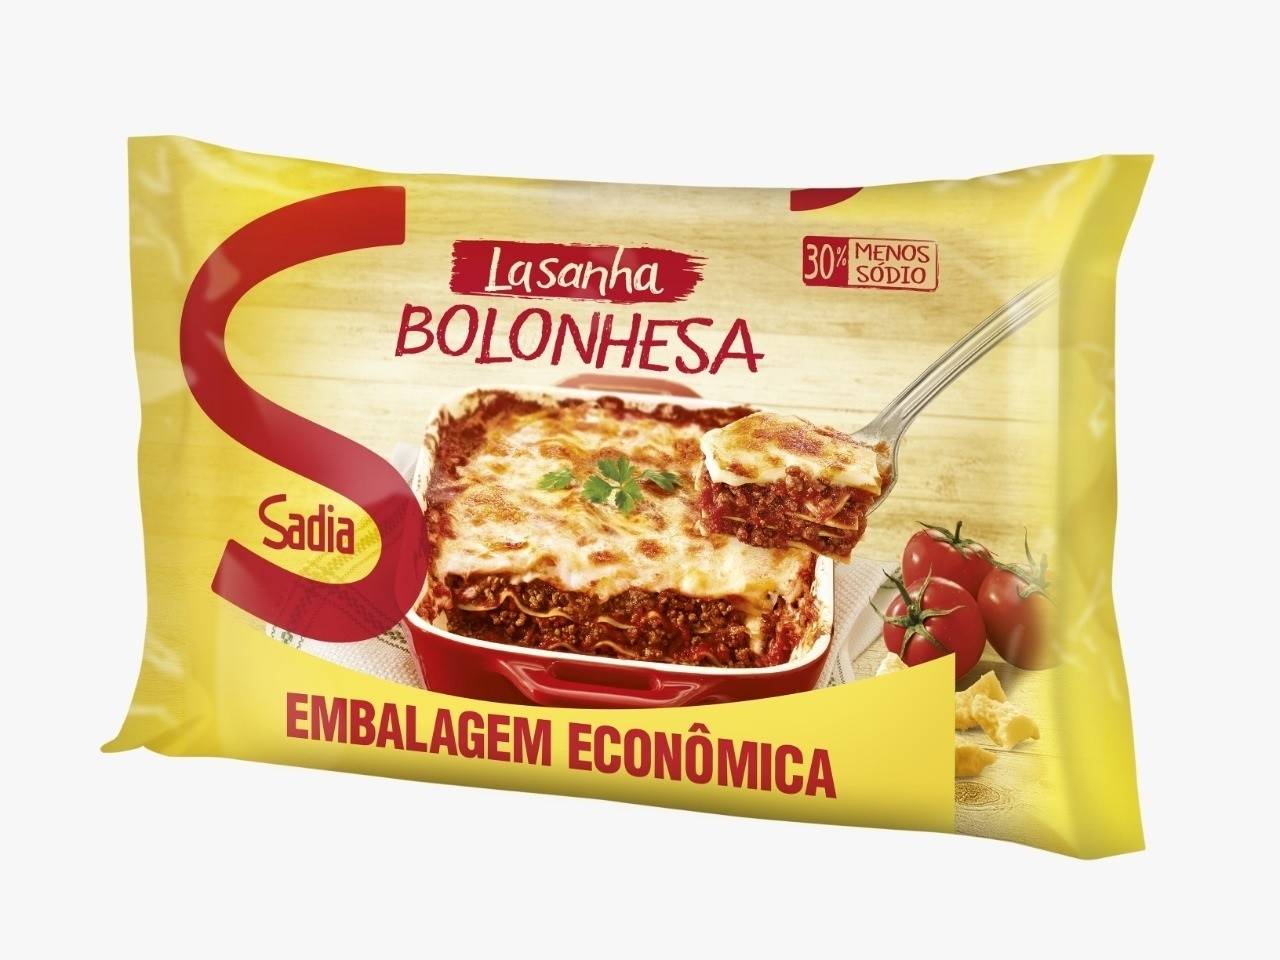 Lasanha
BOLONHESA
30% MENOS
SÓDIO
Sadia
EMBALAGEM ECONÔMICA